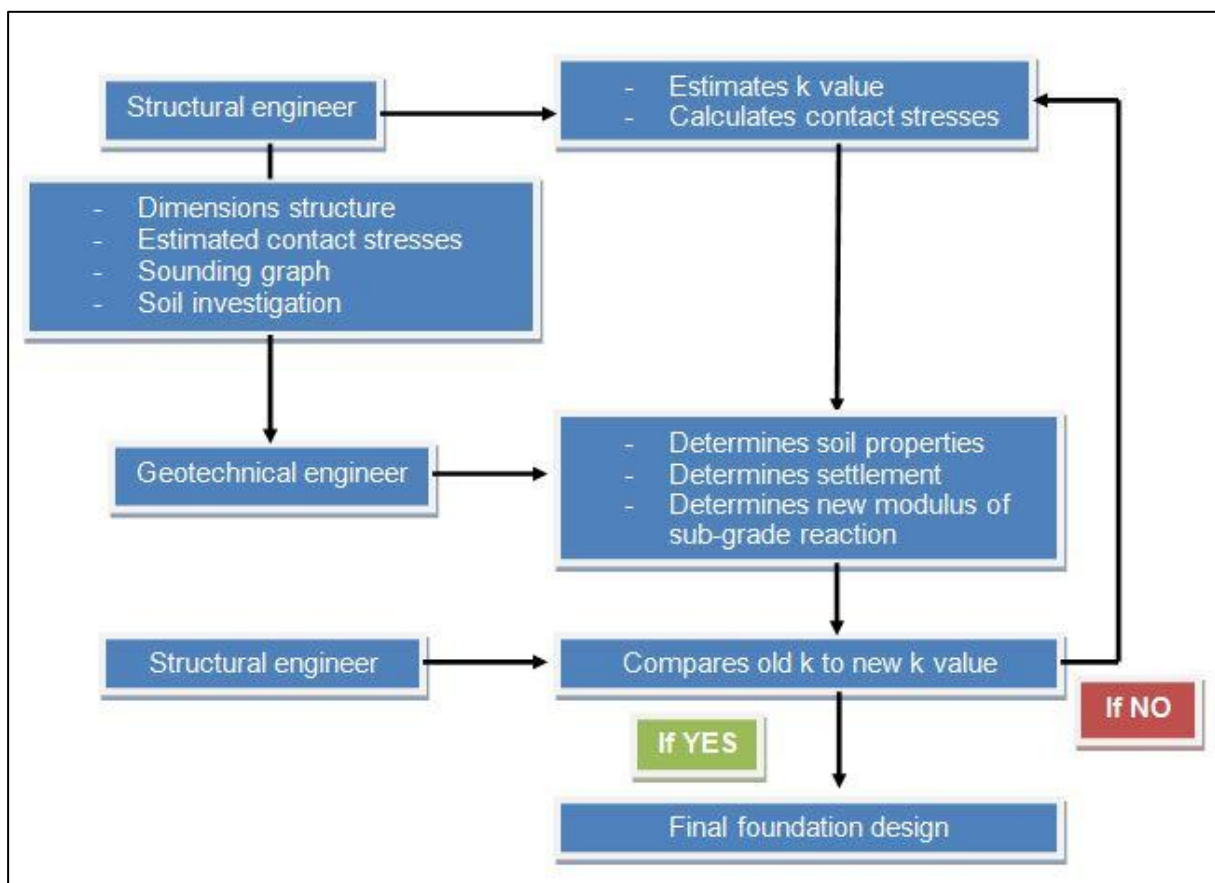 Structural engineer
- Estimates k value
- Calculates contact stresses
- Dimensions structure
- Estimated contact stresses
- Sounding graph
- Soil investigation
Geotechnical engineer
- Determines soil properties
- Determines settlement
- Determines new modulus of
sub-grade reaction
Structural engineer
Compares old k to new k value
If YES
If NO
Final foundation design